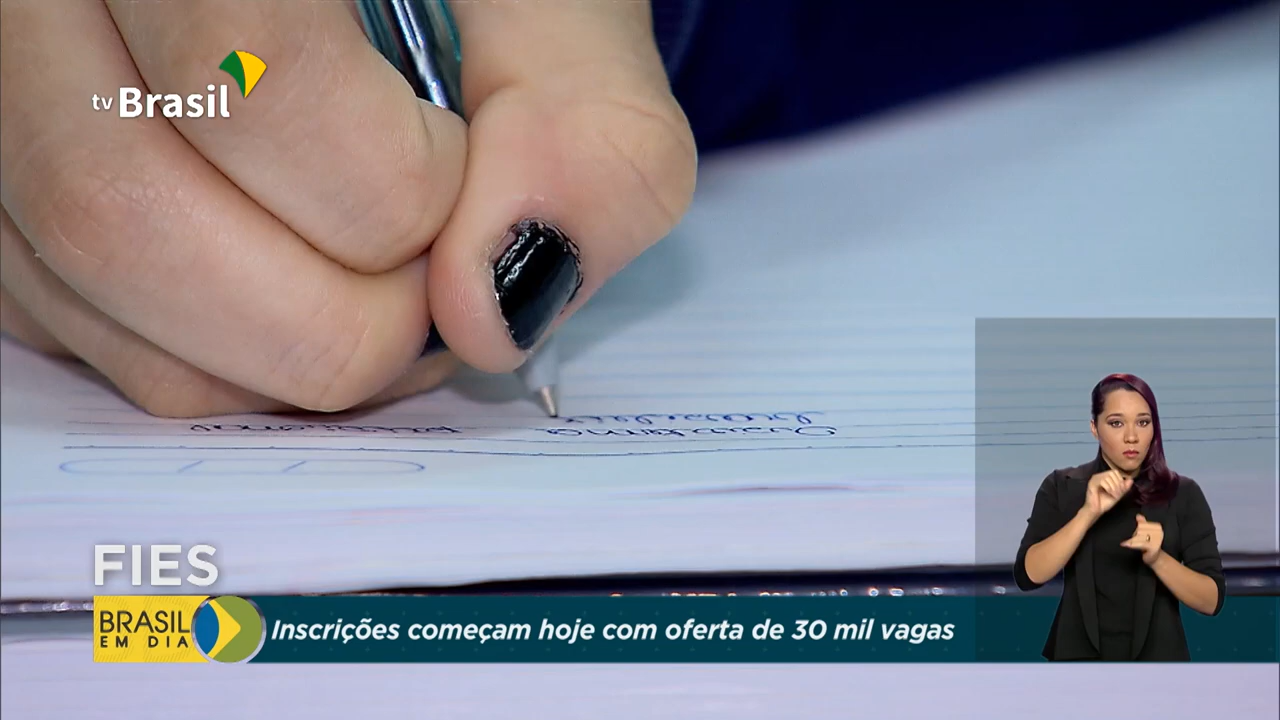 tv Brasil
FIES
BRASIL
EM DIA
Inscrições começam hoje com oferta de 30 mil vagas